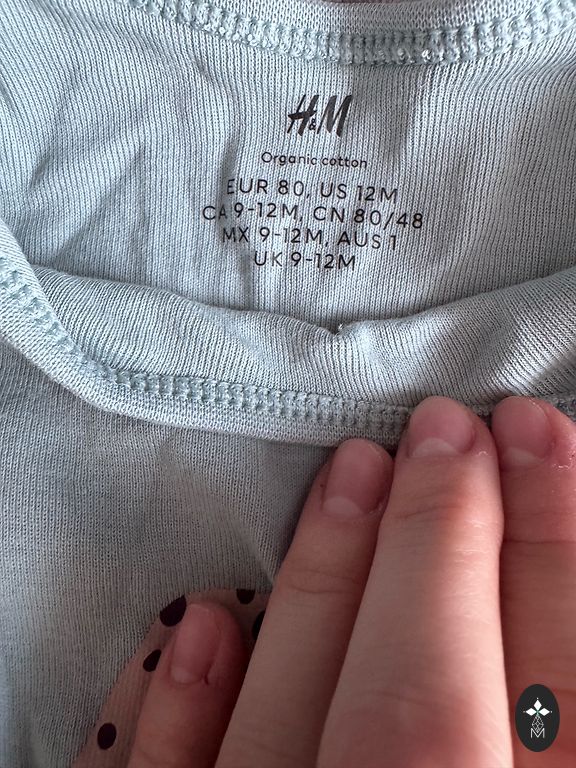 H&M
Organic cotton
EUR 80, US 12M
CA 9-12M, CN 80/48
MX 9-12M, AUS 1
UK 9-12M